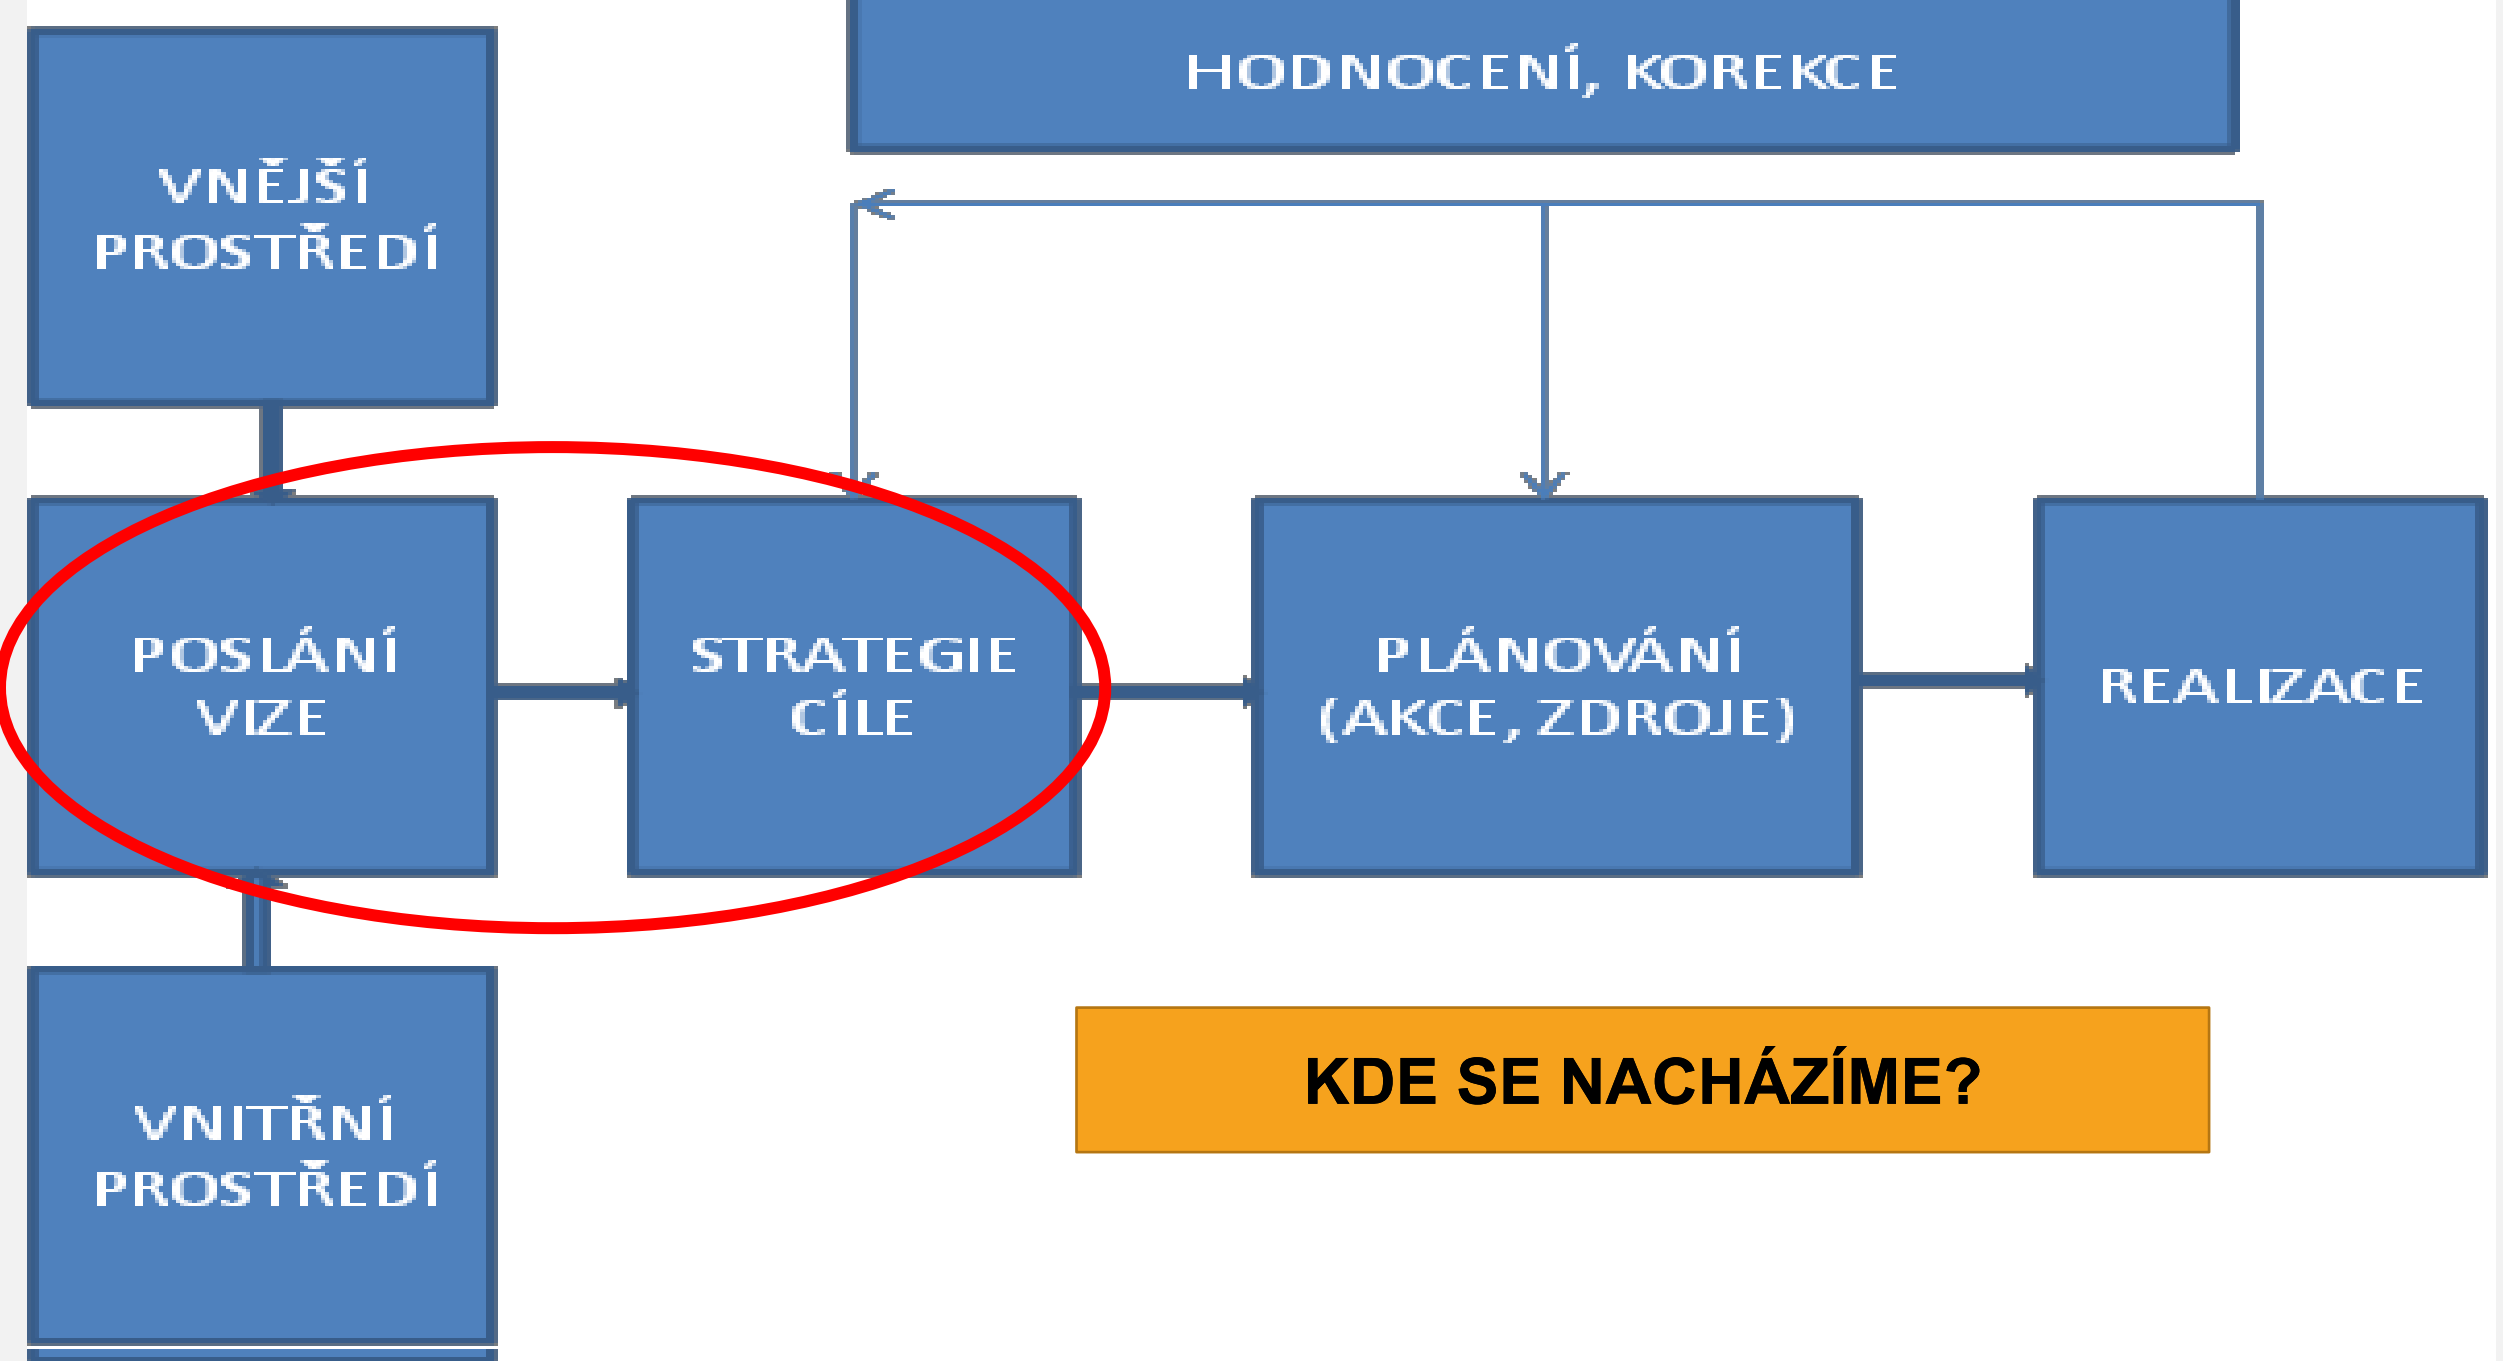 HODNOCENÍ, KOREKCE
VNĚJŠÍ
PROSTŘEDÍ
POSLÁNÍ
VIZE
STRATEGIE
CÍLE
PLÁNOVÁNÍ
(AKCE, ZDROJE)
REALIZACE
VNITŘNÍ
PROSTŘEDÍ
KDE SE NACHÁZÍME?